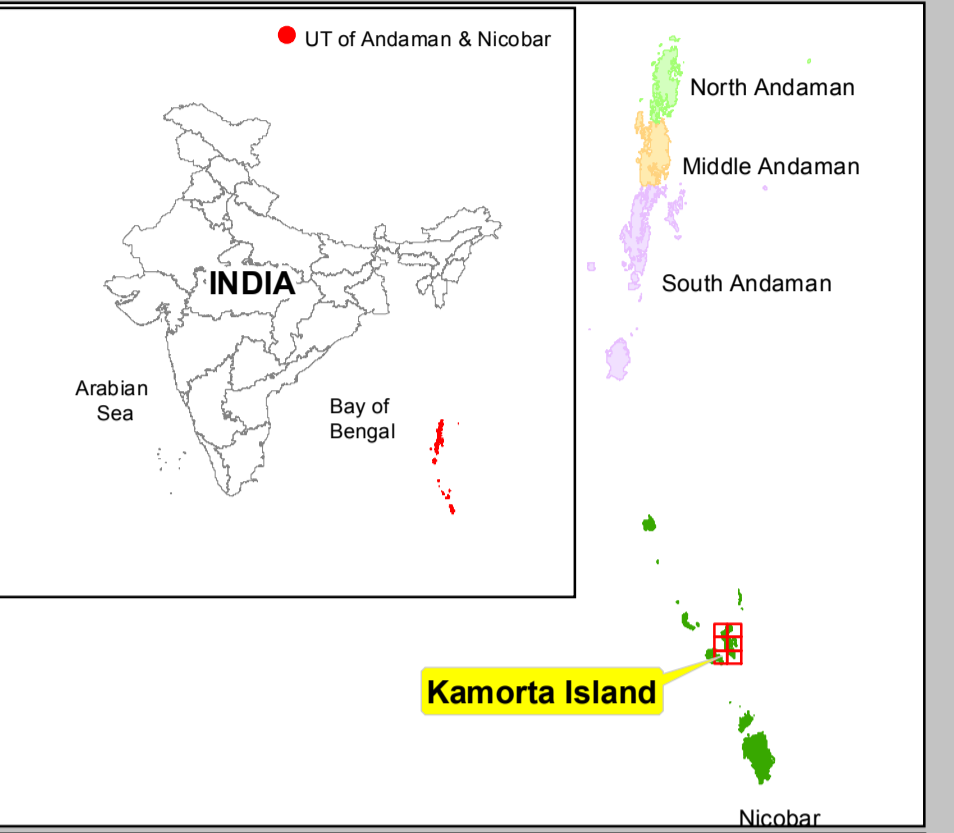 UT of Andaman & Nicobar
North Andaman
Middle Andaman
INDIA
South Andaman
Arabian
Sea
Bay of
Bengal
Kamorta Island
Nicobar